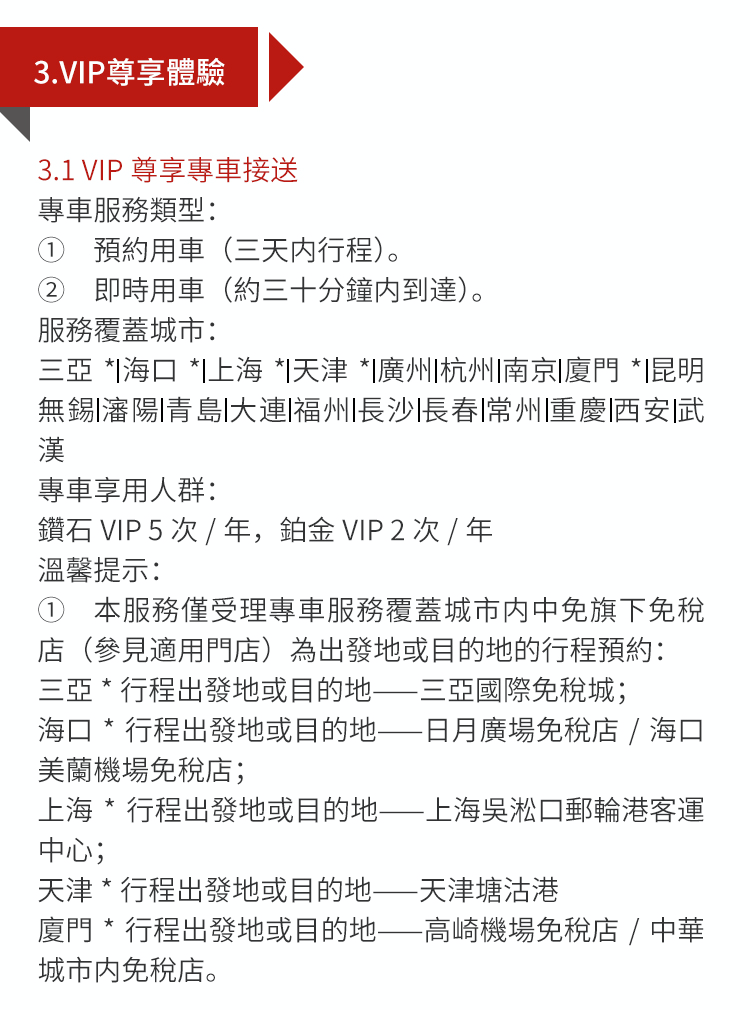 3.VIP尊享體驗
3.1 VIP 尊享專車接送
專車服務類型：
① 預約用車（三天内行程）。
② 即時用車（約三十分鐘内到達）。
服務覆蓋城市：
三亞 *|海口 *|上海 *|天津 *|廣州|杭州|南京|廈門 *|昆明
無錫|瀋陽|青島|大連|福州|長沙|長春|常州|重慶|西安|武
漢
專車享用人群：
鑽石 VIP 5 次 / 年，鉑金 VIP 2 次 / 年
溫馨提示：
① 本服務僅受理專車服務覆蓋城市内中免旗下免稅
店（參見適用門店）為出發地或目的地的行程預約：
三亞 * 行程出發地或目的地——三亞國際免稅城；
海口 * 行程出發地或目的地——日月廣場免稅店 / 海口
美蘭機場免稅店；
上海 * 行程出發地或目的地——上海吳淞口郵輪港客運
中心；
天津 * 行程出發地或目的地——天津塘沽港
廈門 * 行程出發地或目的地——高崎機場免稅店 / 中華
城市内免稅店。